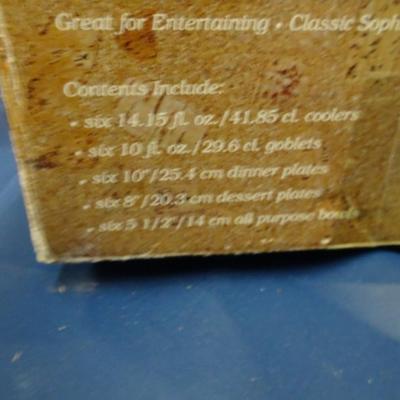 Great for Entertaining • Classic Soph
Contents Include:
• six 14.15 fl. oz./41.85 cl. coolers
• six 10 fl. oz./29.6 cl. goblets
• six 10"/25.4 cm dinner plates
• six 8"/20.3 cm dessert plates
• six 5 1/2"/14 cm all purpose bowls